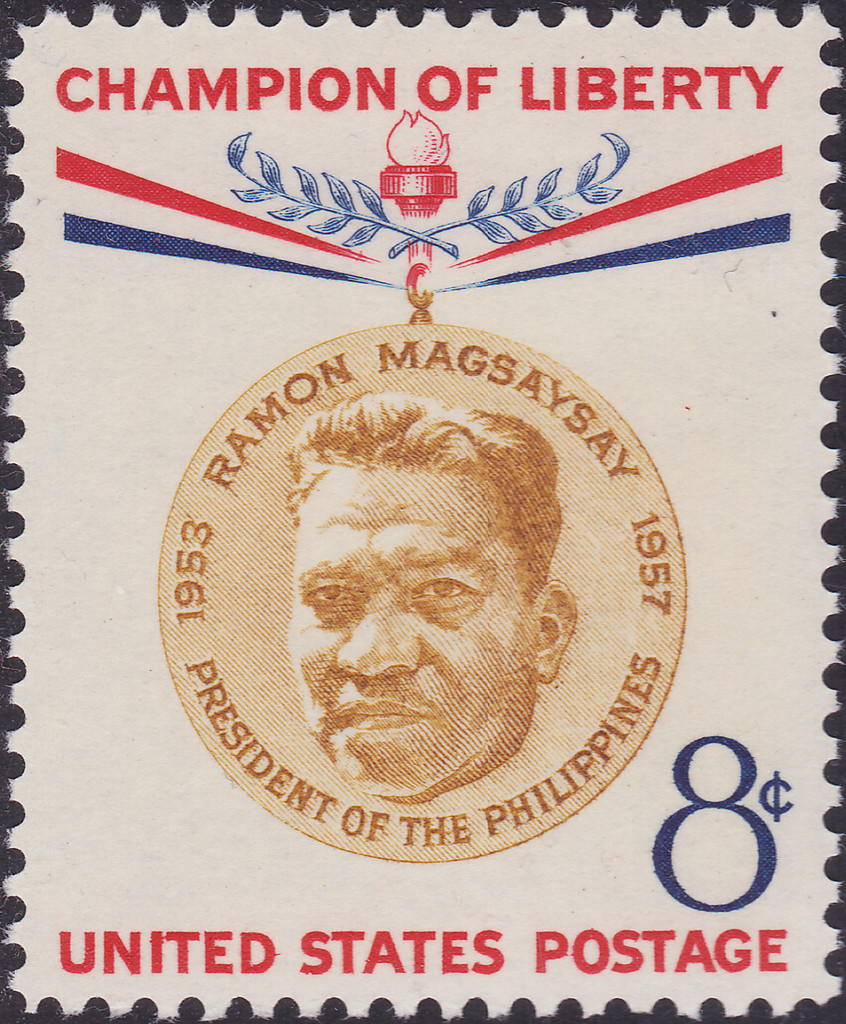 CHAMPION OF LIBERTY
RAMON MAGSAYSAY
1953
1957
PRESIDENT OF THE PHILIPPINES
8¢
UNITED STATES POSTAGE